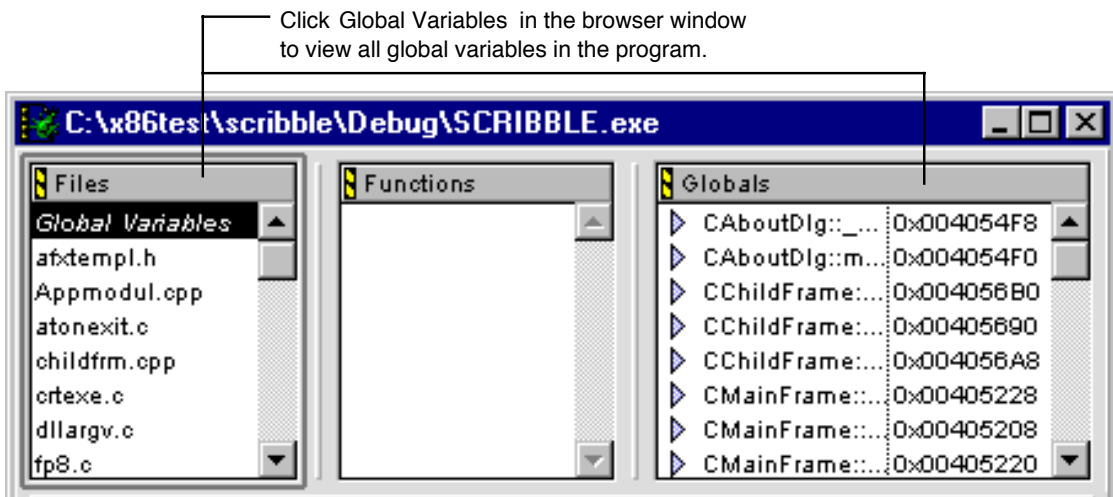 Click Global Variables in the browser window
to view all global variables in the program.
C:\x86test\scribble\Debug\SCRIBBLE.exe
Files
Global Variables
afxtempl.h
Appmodul.cpp
atonexit.c
childfrm.cpp
crtexe.c
dllargv.c
fp8.c
Functions
Globals
CAboutDlg::_... 0x004054F8
CAboutDlg::m... 0x004054F0
CChildFrame:... 0x004056B0
CChildFrame:... 0x00405690
CChildFrame:... 0x004056A8
CMainFrame::... 0x00405228
CMainFrame::... 0x00405208
CMainFrame::... 0x00405220